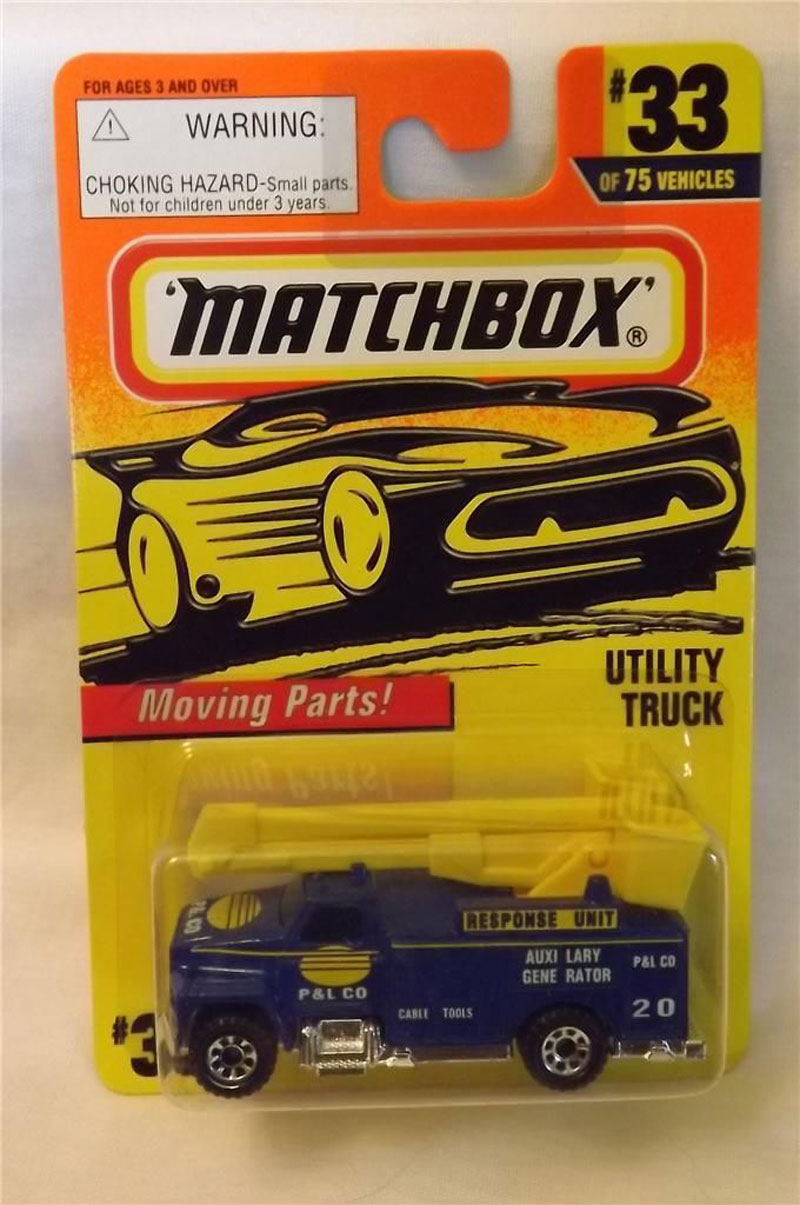 FOR AGES 3 AND OVER
WARNING:
CHOKING HAZARD-Small parts.
Not for children under 3 years.
#33
OF 75 VEHICLES
'MATCHBOX'®
UTILITY
TRUCK
Moving Parts!
P&L CO
RESPONSE UNIT
AUXI LARY
GENE RATOR
P&L CO
P&L CO
CABLE TOOLS
20
#3